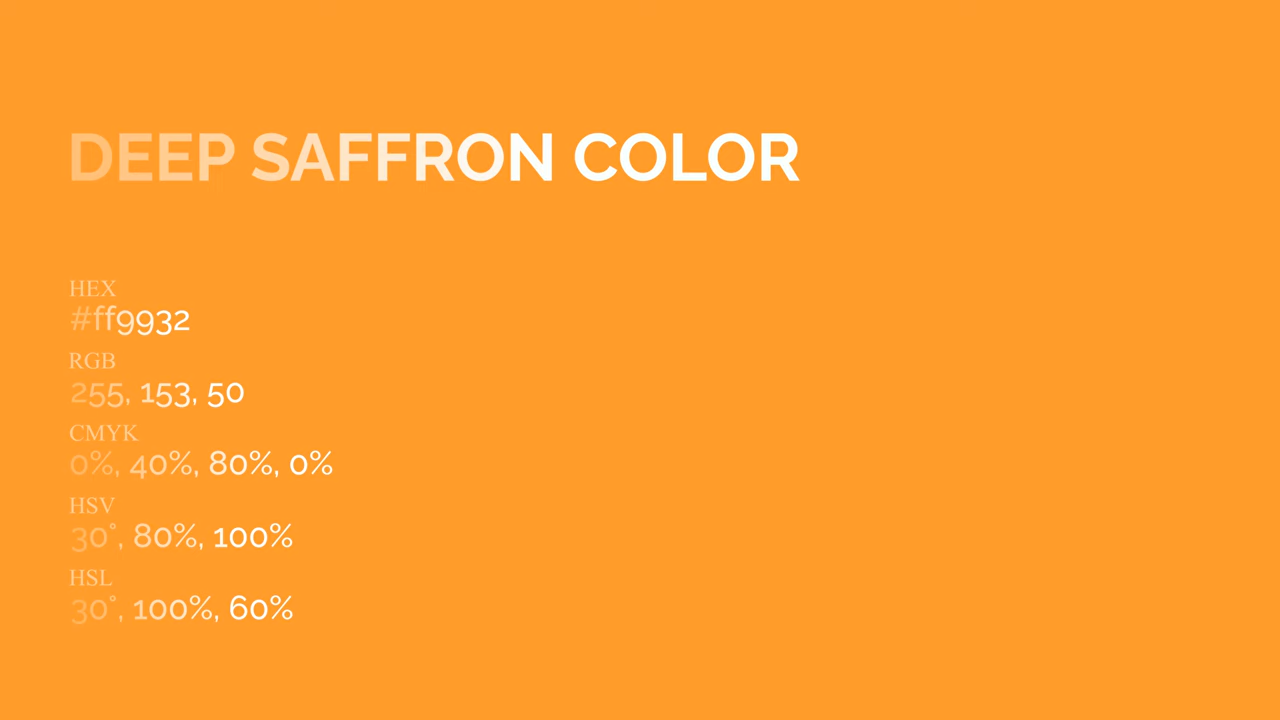 DEEP SAFFRON COLOR
HEX
#ff9932
RGB
255, 153, 50
CMYK
0%, 40%, 80%, 0%
HSV
30°, 80%, 100%
HSL
30°, 100%, 60%